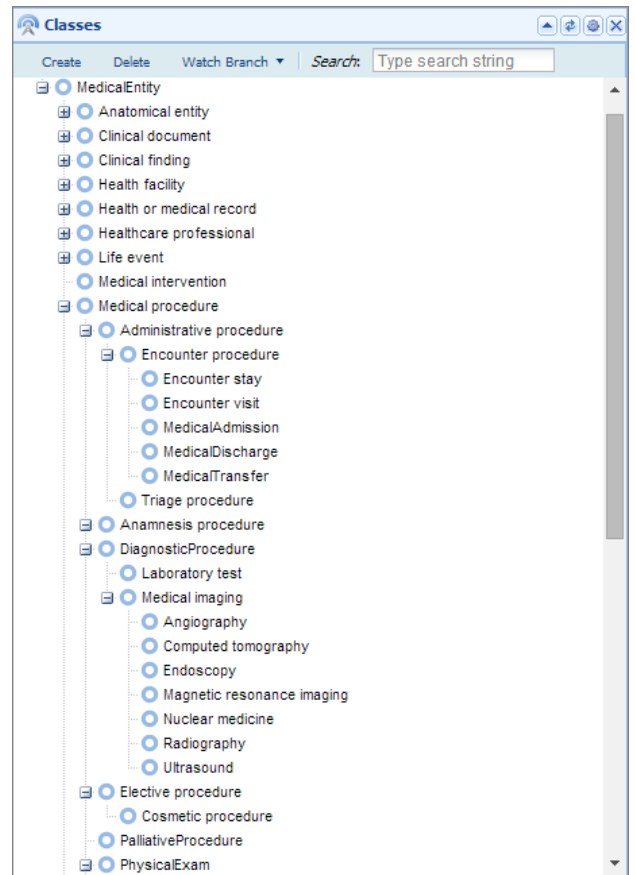 Classes
Create Delete Watch Branch Search: Type search string
MedicalEntity
Anatomical entity
Clinical document
Clinical finding
Health facility
Health or medical record
Healthcare professional
Life event
Medical intervention
Medical procedure
Administrative procedure
Encounter procedure
Encounter stay
Encounter visit
MedicalAdmission
MedicalDischarge
MedicalTransfer
Triage procedure
Anamnesis procedure
DiagnosticProcedure
Laboratory test
Medical imaging
Angiography
Computed tomography
Endoscopy
Magnetic resonance imaging
Nuclear medicine
Radiography
Ultrasound
Elective procedure
Cosmetic procedure
PalliativeProcedure
PhysicalExam